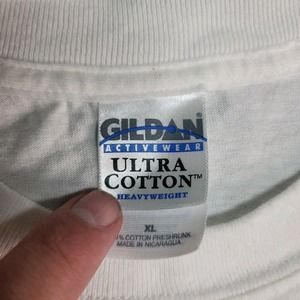 GILDAN
ACTIVEWEAR
ULTRA
COTTON™
HEAVYWEIGHT
XL
% COTTON PRESHRUNK
MADE IN NICARAGUA